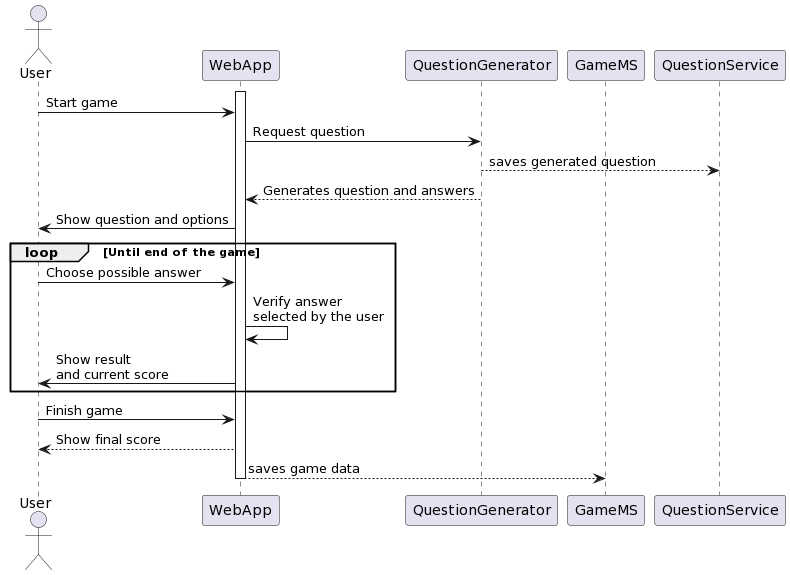 User
WebApp
QuestionGenerator
GameMS
QuestionService
Start game
Request question
saves generated question
Generates question and answers
Show question and options
loop
[Until end of the game]
Choose possible answer
Verify answer
selected by the user
Show result
and current score
Finish game
Show final score
saves game data
User
WebApp
QuestionGenerator
GameMS
QuestionService